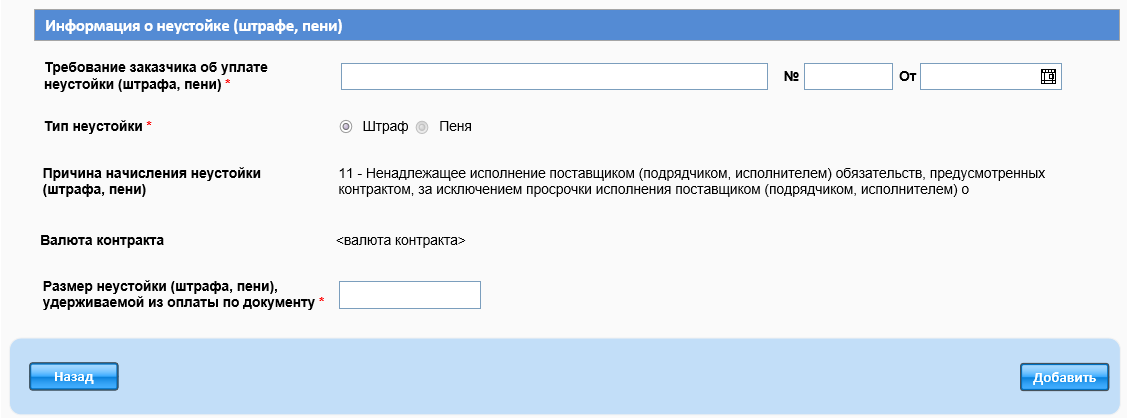 Информация о неустойке (штрафе, пени)
Требование заказчика об уплате
неустойки (штрафа, пени) *
№
От
Тип неустойки *
Штраф
Пеня
Причина начисления неустойки
(штрафа, пени)
11 - Ненадлежащее исполнение поставщиком (подрядчиком, исполнителем) обязательств, предусмотренных
контрактом, за исключением просрочки исполнения поставщиком (подрядчиком, исполнителем) о
Валюта контракта
<валюта контракта>
Размер неустойки (штрафа, пени),
удерживаемой из оплаты по документу *
Назад
Добавить